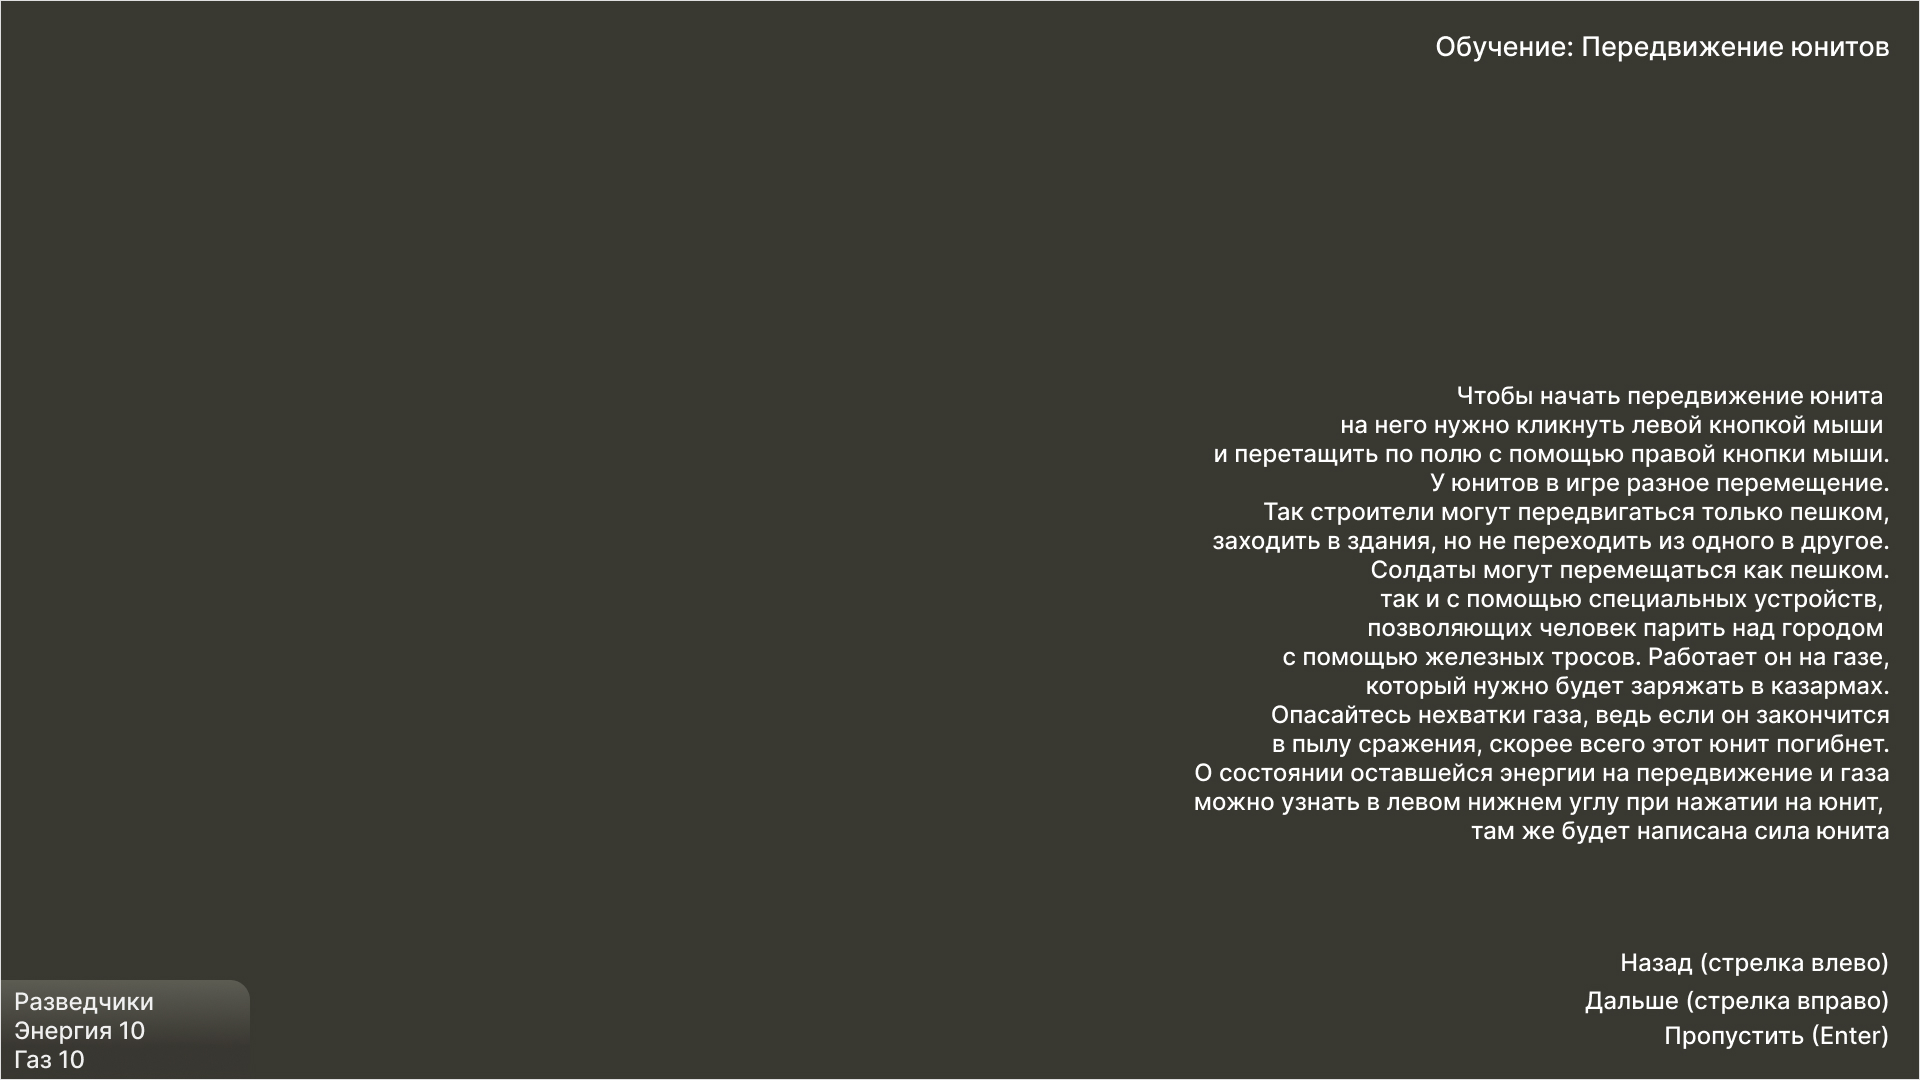 Обучение: Передвижение юнитов
Чтобы начать передвижение юнита
на него нужно кликнуть левой кнопкой мыши
и перетащить по полю с помощью правой кнопки мыши.
У юнитов в игре разное перемещение.
Так строители могут передвигаться только пешком,
заходить в здания, но не переходить из одного в другое.
Солдаты могут перемещаться как пешком.
так и с помощью специальных устройств,
позволяющих человек парить над городом
с помощью железных тросов. Работает он на газе,
который нужно будет заряжать в казармах.
Опасайтесь нехватки газа, ведь если он закончится
в пылу сражения, скорее всего этот юнит погибнет.
О состоянии оставшейся энергии на передвижение и газа
можно узнать в левом нижнем углу при нажатии на юнит,
там же будет написана сила юнита
Назад (стрелка влево)
Дальше (стрелка вправо)
Пропустить (Enter)
Разведчики
Энергия 10
Газ 10